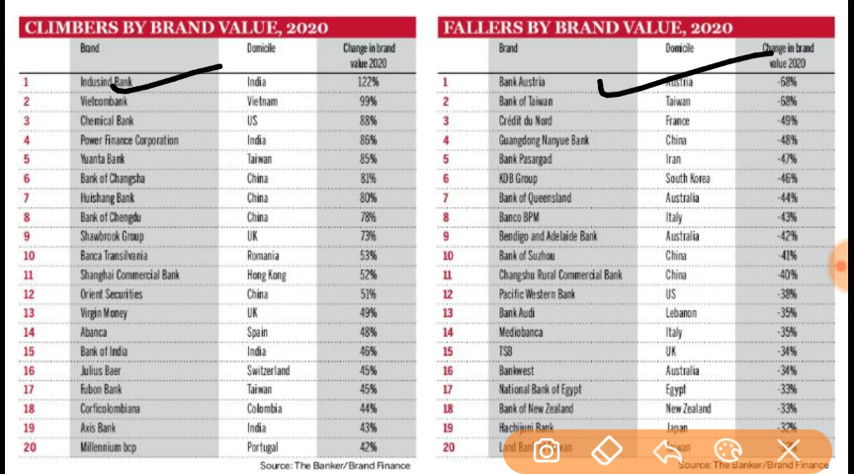 CLIMBERS BY BRAND VALUE, 2020
Brand Domicile Change in brand value 2020
1 Indusind Bank India 122%
2 Vietcombank Vietnam 99%
3 Chemical Bank US 88%
4 Power Finance Corporation India 86%
5 Yuanta Bank Taiwan 85%
6 Bank of Changsha China 81%
7 Huishang Bank China 80%
8 Bank of Chengdu China 78%
9 Shawbrook Group UK 73%
10 Banca Transilvania Romania 53%
11 Shanghai Commercial Bank Hong Kong 52%
12 Orient Securities China 51%
13 Virgin Money UK 49%
14 Abanca Spain 48%
15 Bank of India India 46%
16 Julius Baer Switzerland 45%
17 Fubon Bank Taiwan 45%
18 Corficolombiana Colombia 44%
19 Axis Bank India 43%
20 Millennium bcp Portugal 42%
Source: The Banker/Brand Finance
FALLERS BY BRAND VALUE, 2020
Brand Domicile Change in brand value 2020
1 Bank Austria Austria -68%
2 Bank of Taiwan Taiwan -68%
3 Crédit du Nord France -49%
4 Guangdong Nanyue Bank China -48%
5 Bank Pasargad Iran -47%
6 KDB Group South Korea -46%
7 Bank of Queensland Australia -44%
8 Banco BPM Italy -43%
9 Bendigo and Adelaide Bank Australia -42%
10 Bank of Suzhou China -41%
11 Changshu Rural Commercial Bank China -40%
12 Pacific Western Bank US -38%
13 Bank Audi Lebanon -35%
14 Mediobanca Italy -35%
15 TSB UK -34%
16 Bankwest Australia -34%
17 National Bank of Egypt Egypt -33%
18 Bank of New Zealand New Zealand -33%
19 Hachijuni Bank Japan -32%
20 Land Taiwan
Source: The Banker/Brand Finance